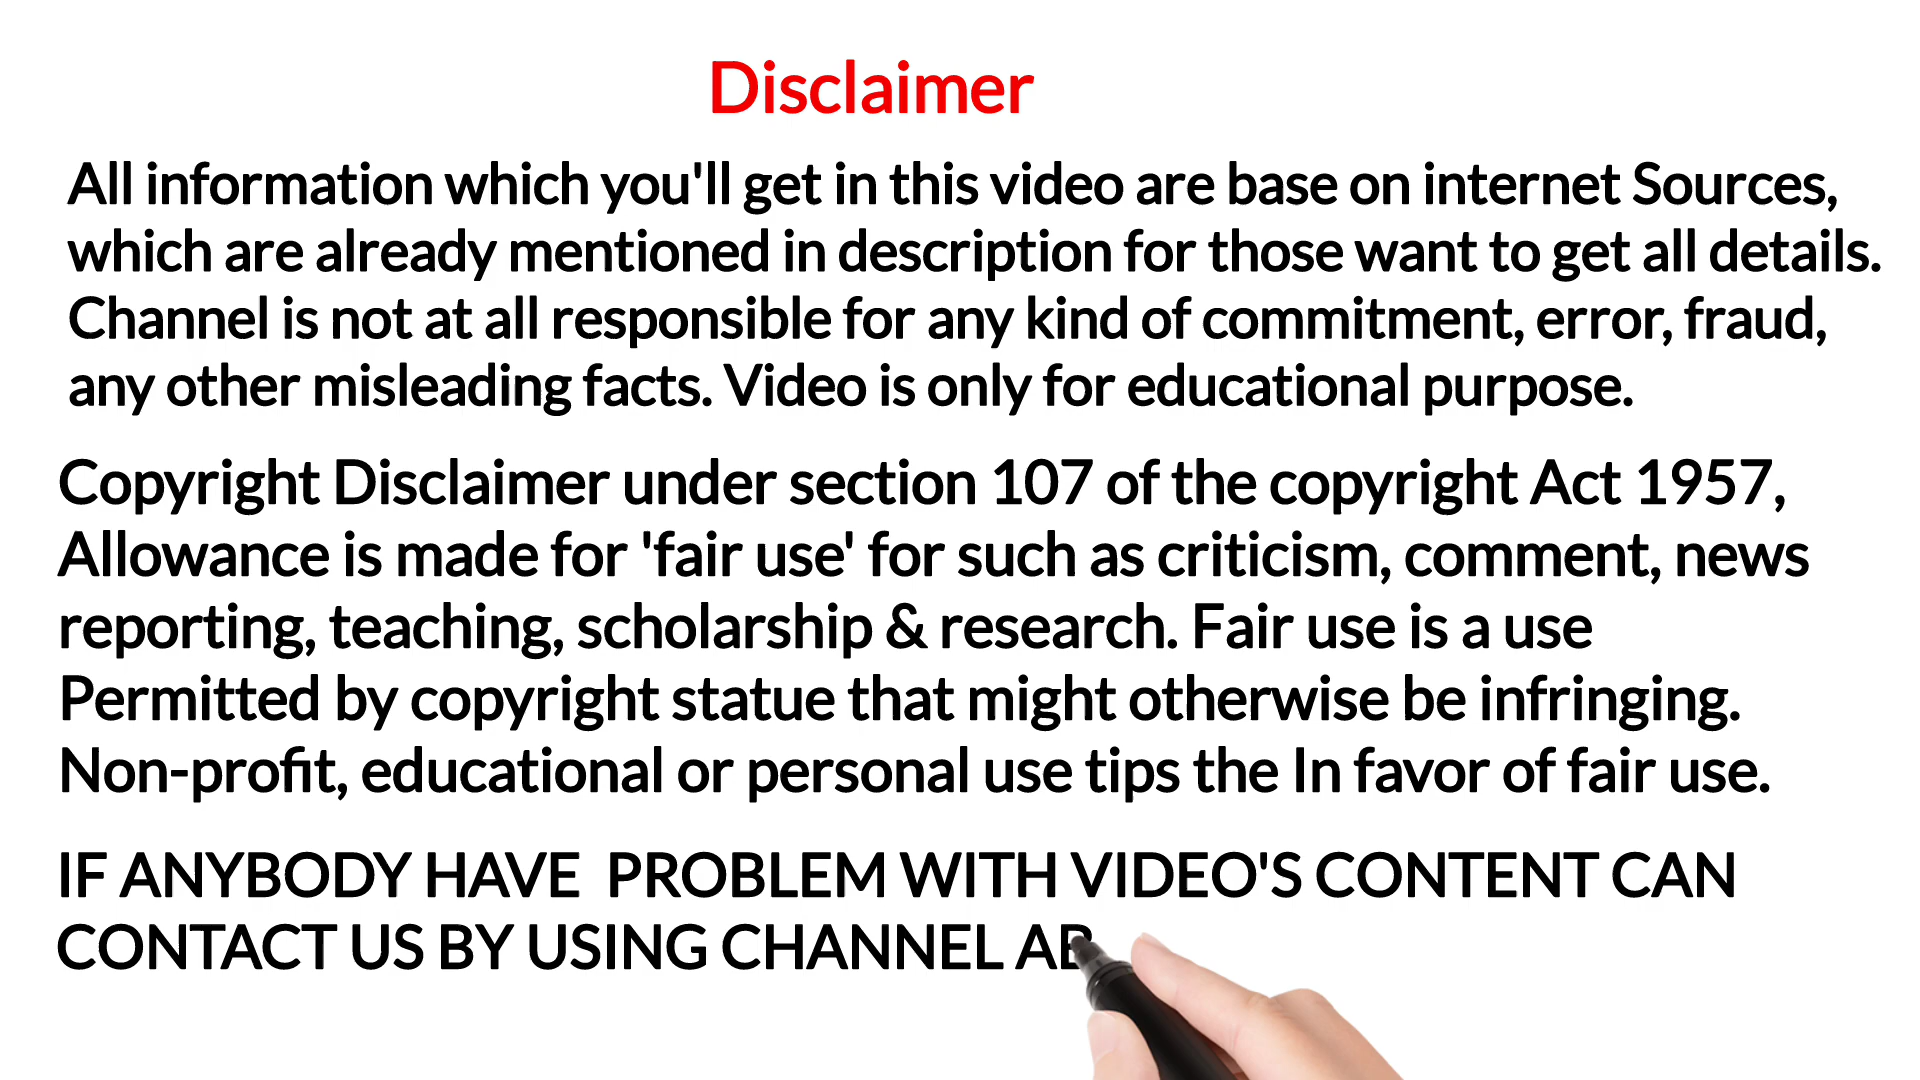 Disclaimer
All information which you'll get in this video are base on internet Sources,
which are already mentioned in description for those want to get all details.
Channel is not at all responsible for any kind of commitment, error, fraud,
any other misleading facts. Video is only for educational purpose.
Copyright Disclaimer under section 107 of the copyright Act 1957,
Allowance is made for 'fair use' for such as criticism, comment, news
reporting, teaching, scholarship & research. Fair use is a use
Permitted by copyright statue that might otherwise be infringing.
Non-profit, educational or personal use tips the In favor of fair use.
IF ANYBODY HAVE PROBLEM WITH VIDEO'S CONTENT CAN
CONTACT US BY USING CHANNEL